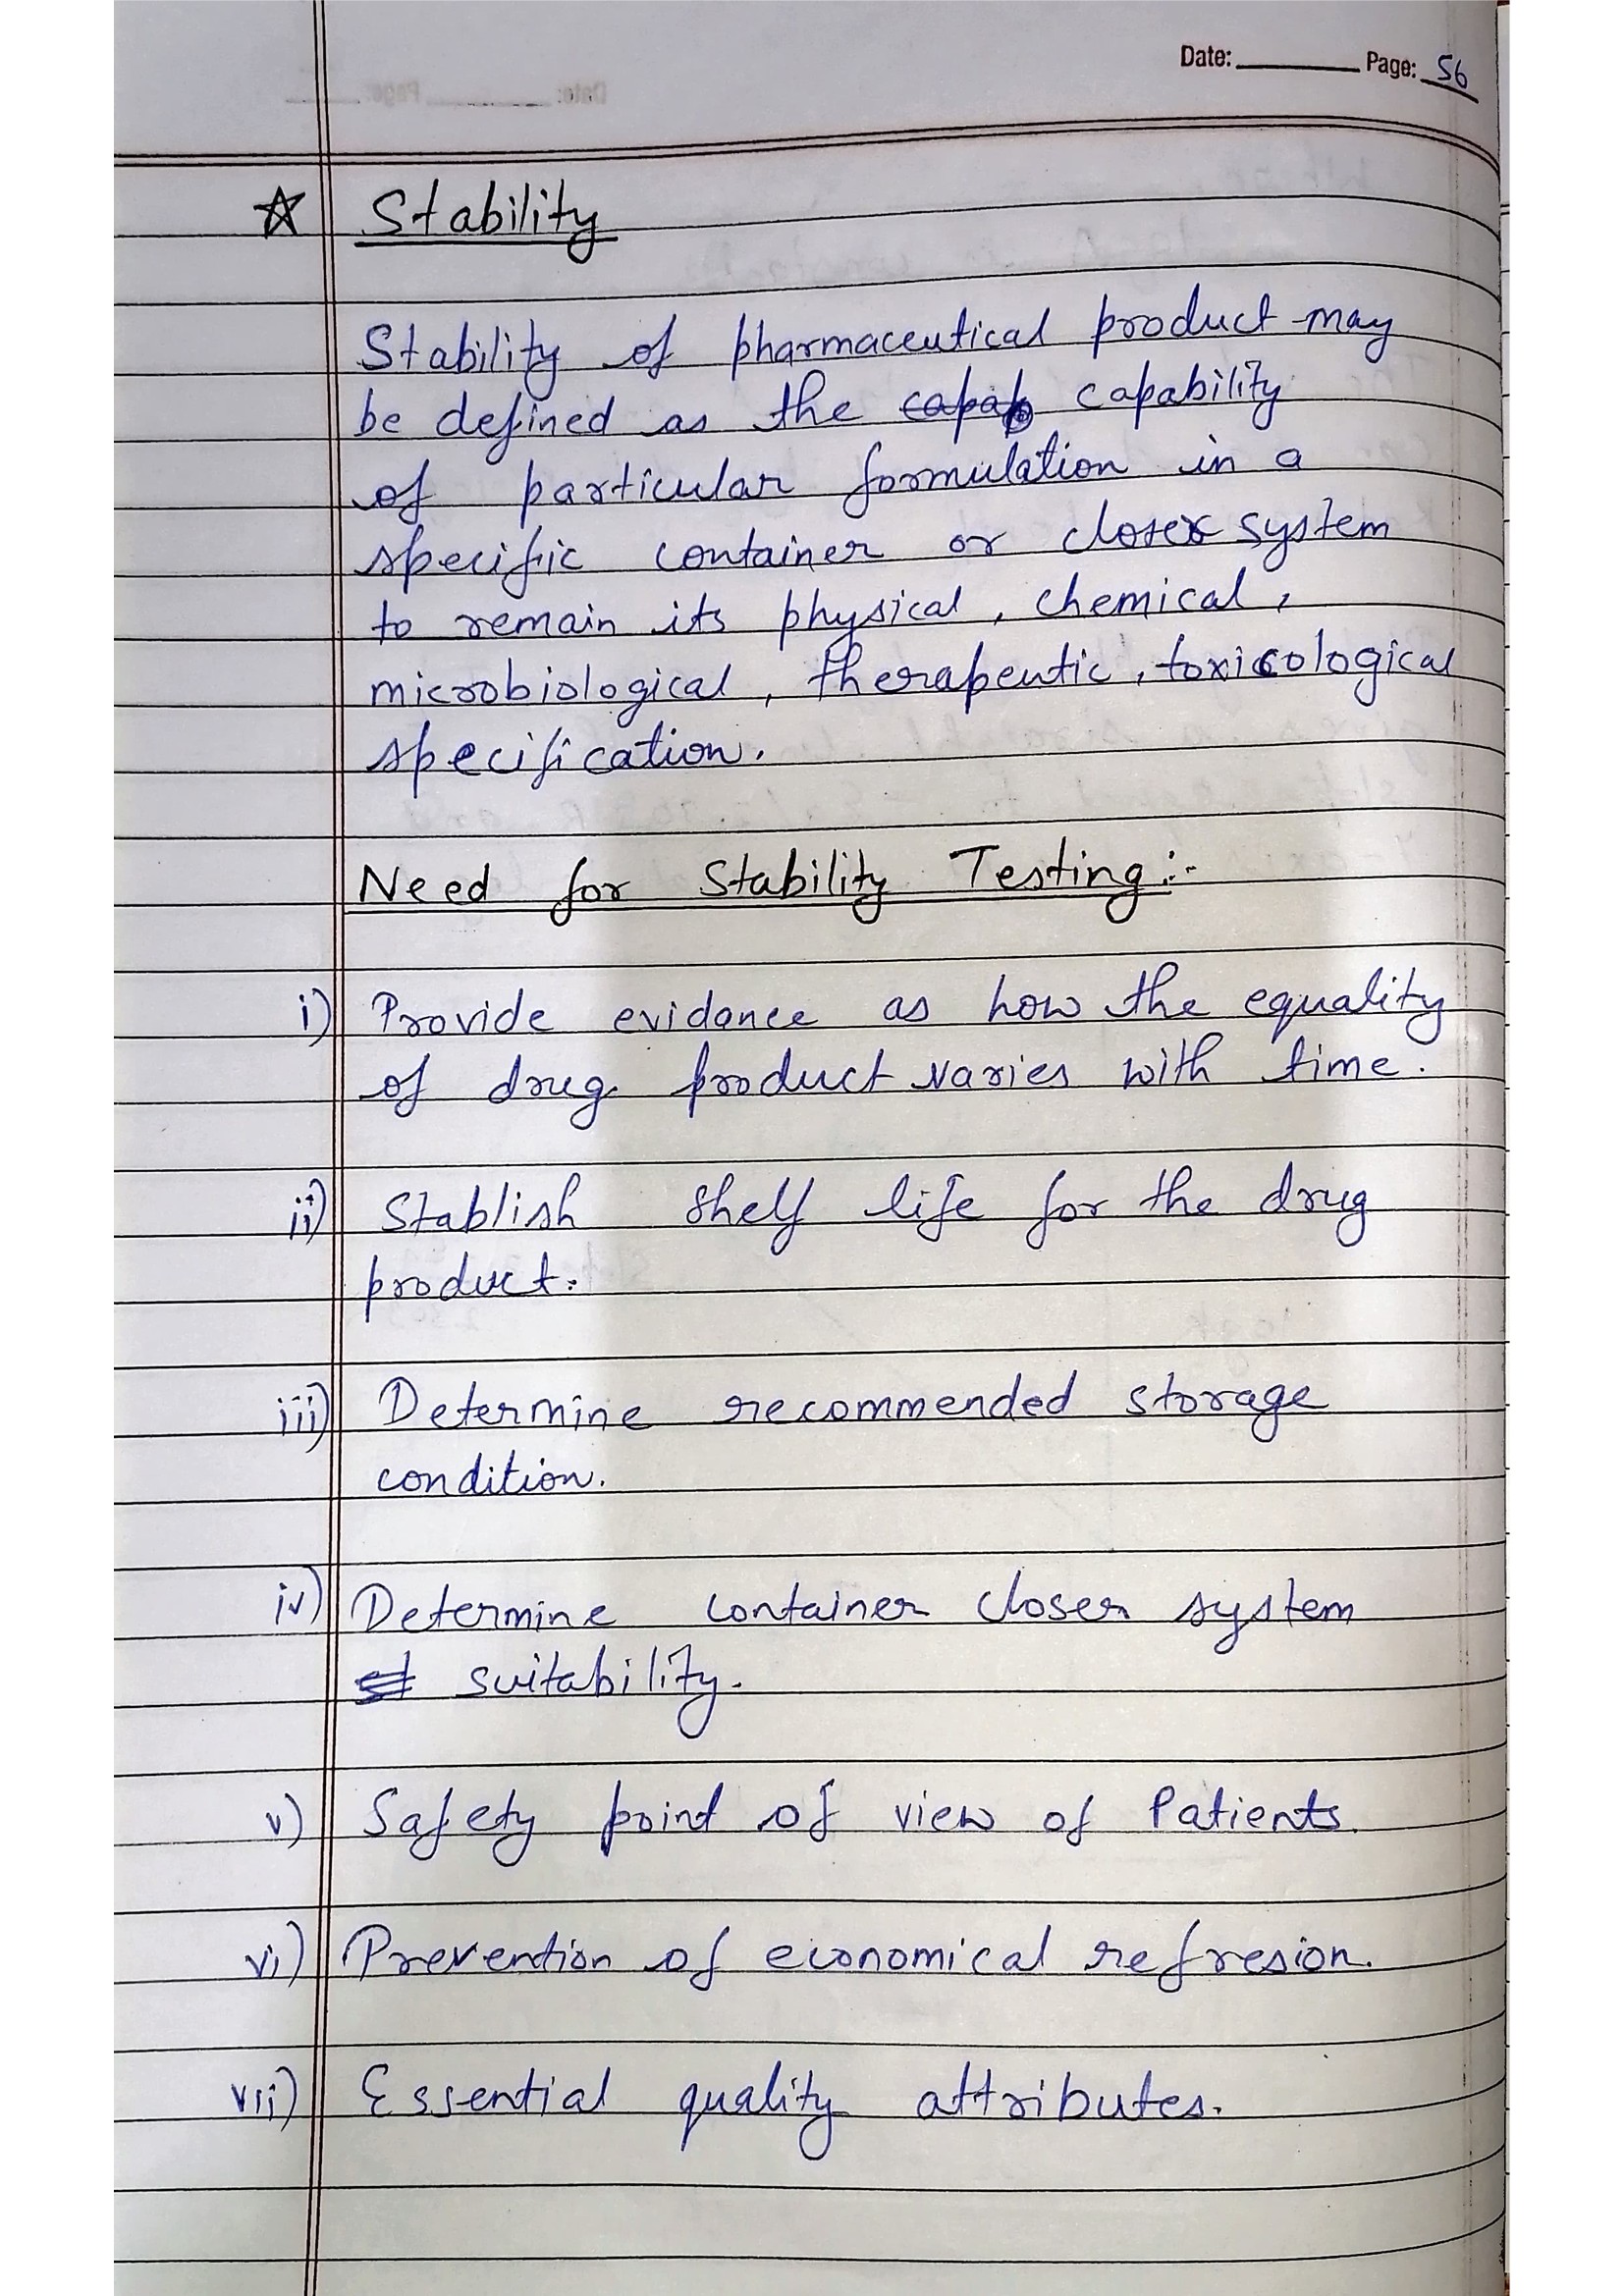 Date: Page: 56
☆ Stability
Stability of pharmaceutical product may
be defined as the capab capability
of particular formulation in a
specific container or closer system
to remain its physical, chemical,
microbiological, therapeutic, toxicological
specification.
Need for Stability Testing:-
i) Provide evidance as how the equality
of drug product varies with time.
ii) Stablish shelf life for the drug
product.
iii) Determine recommended storage
condition.
iv) Determine container closer system
st suitability.
v) Safety point of view of Patients.
vi) Prevention of economical refresion.
vii) Essential quality attributes.